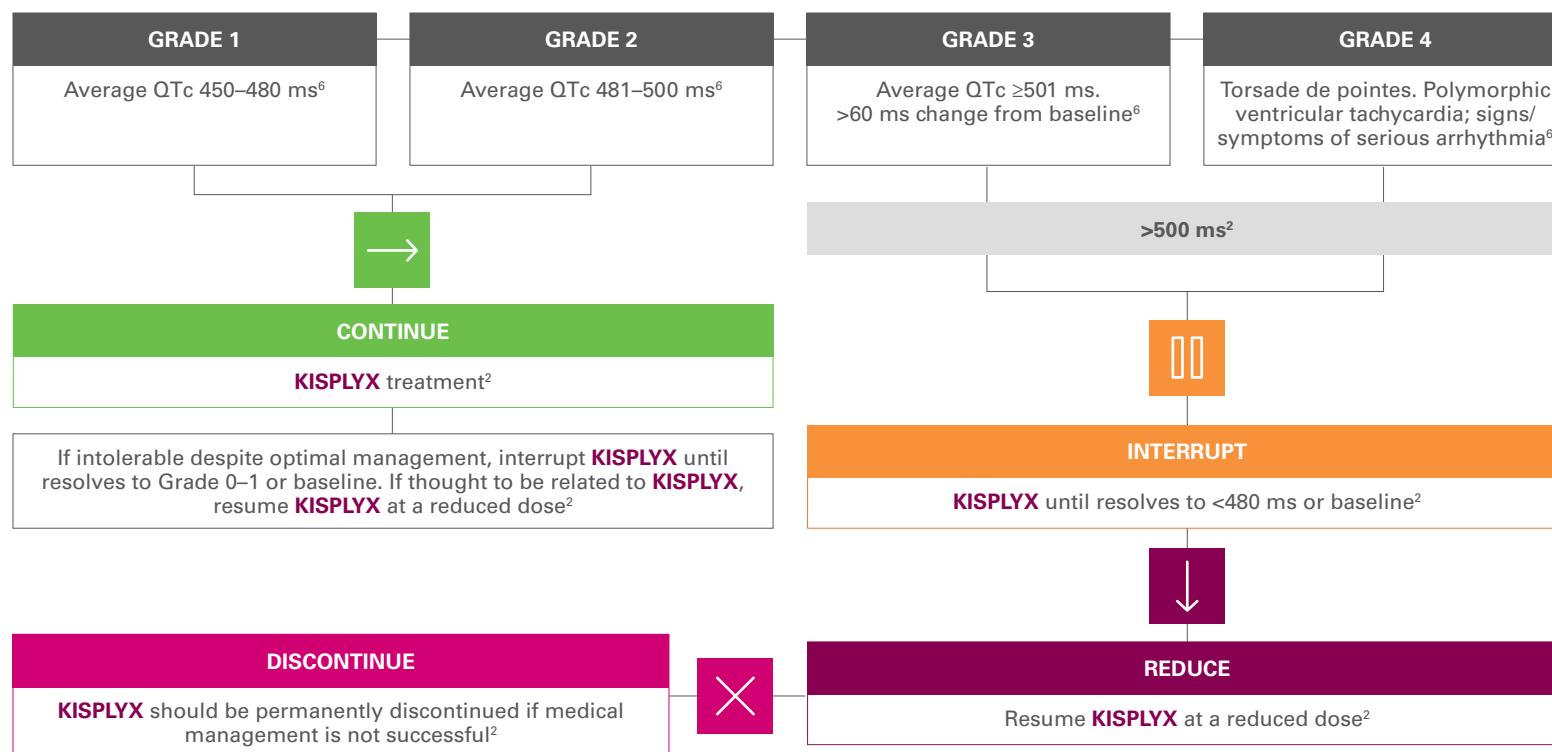 GRADE 1
Average QTc 450–480 ms⁶
GRADE 2
Average QTc 481–500 ms⁶
GRADE 3
Average QTc ≥501 ms.
>60 ms change from baseline⁶
GRADE 4
Torsade de pointes. Polymorphic
ventricular tachycardia; signs/
symptoms of serious arrhythmia⁶
>500 ms²
CONTINUE
KISPLYX treatment²
If intolerable despite optimal management, interrupt KISPLYX until
resolves to Grade 0–1 or baseline. If thought to be related to KISPLYX,
resume KISPLYX at a reduced dose²
INTERRUPT
KISPLYX until resolves to <480 ms or baseline²
REDUCE
Resume KISPLYX at a reduced dose²
DISCONTINUE
KISPLYX should be permanently discontinued if medical
management is not successful²